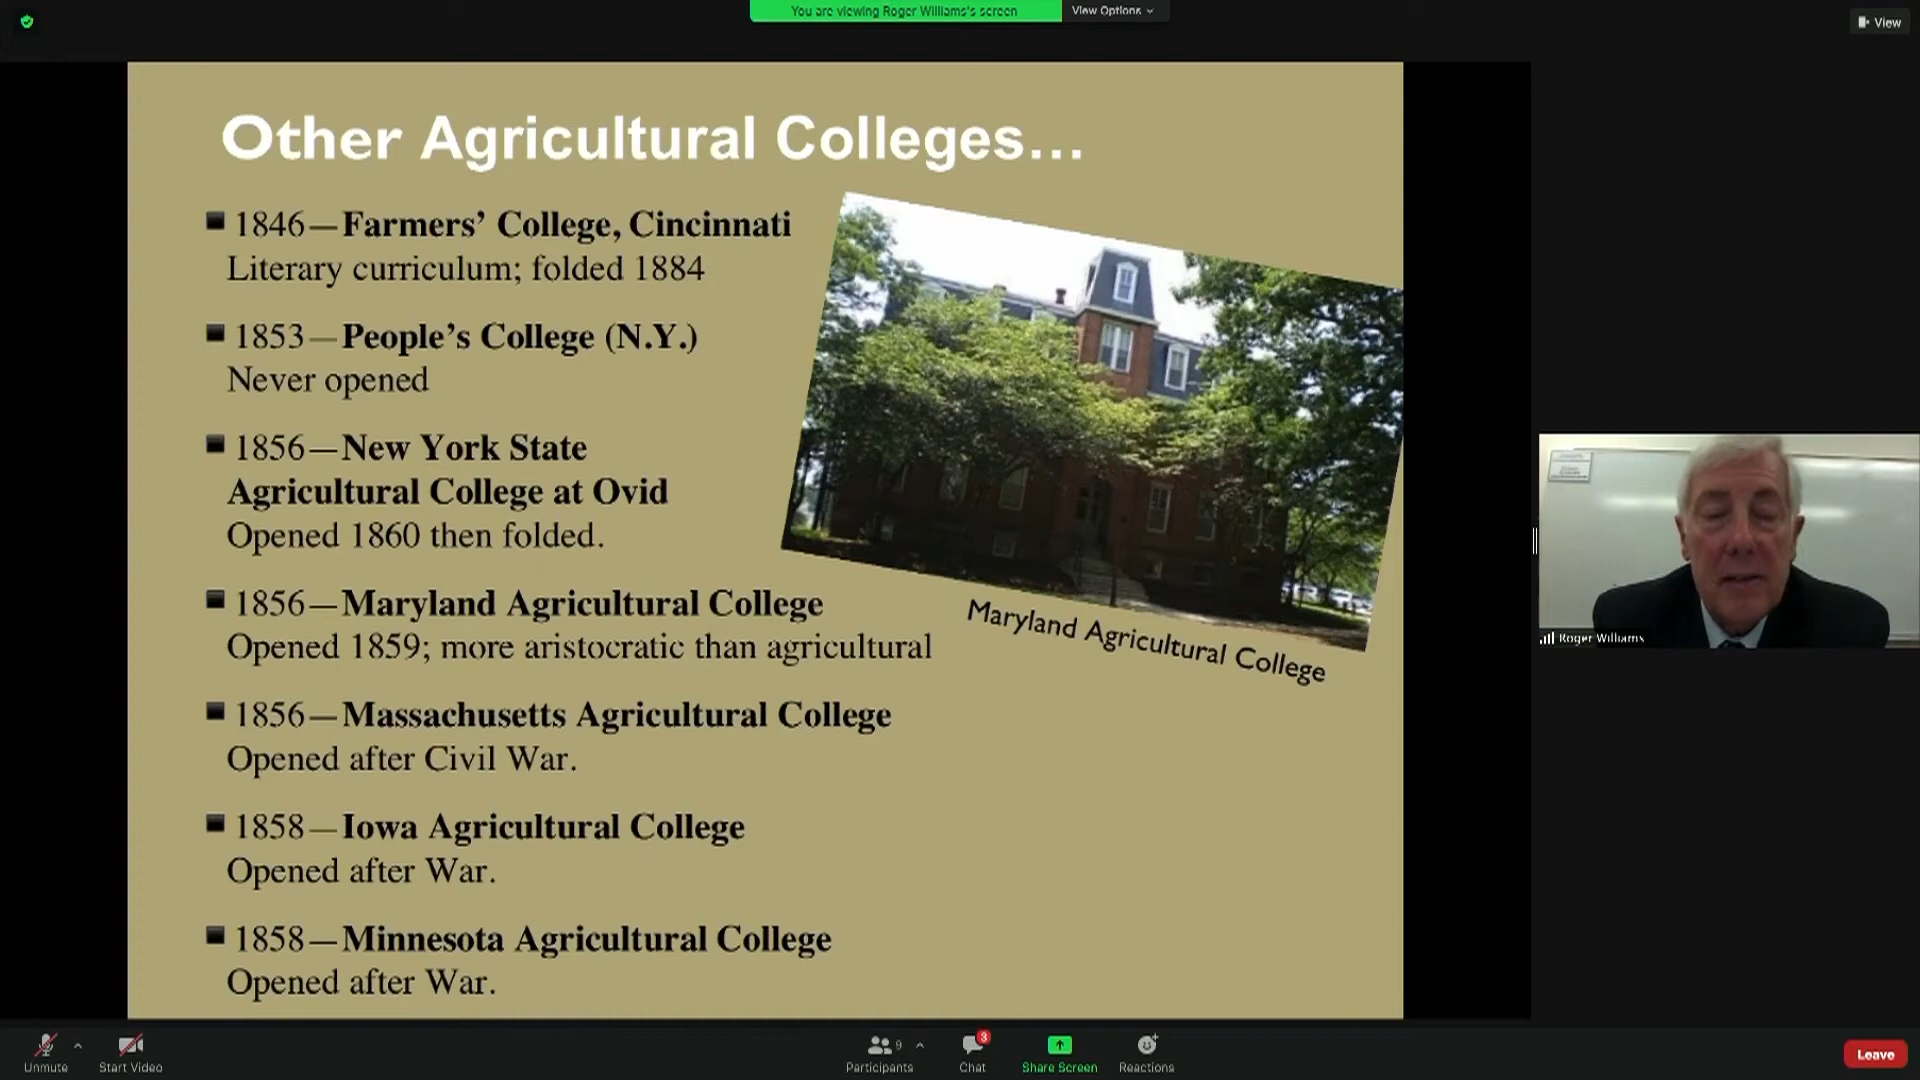 You are viewing Roger Williams's screen
View Options
View
Other Agricultural Colleges...
1846—Farmers' College, Cincinnati
Literary curriculum; folded 1884
1853—People's College (N.Y.)
Never opened
1856—New York State
Agricultural College at Ovid
Opened 1860 then folded.
1856—Maryland Agricultural College
Opened 1859; more aristocratic than agricultural
1856—Massachusetts Agricultural College
Opened after Civil War.
1858—Iowa Agricultural College
Opened after War.
1858—Minnesota Agricultural College
Opened after War.
Maryland Agricultural College
Roger Williams
Unmute
Start Video
9
Participants
3
Chat
Share Screen
Reactions
Leave